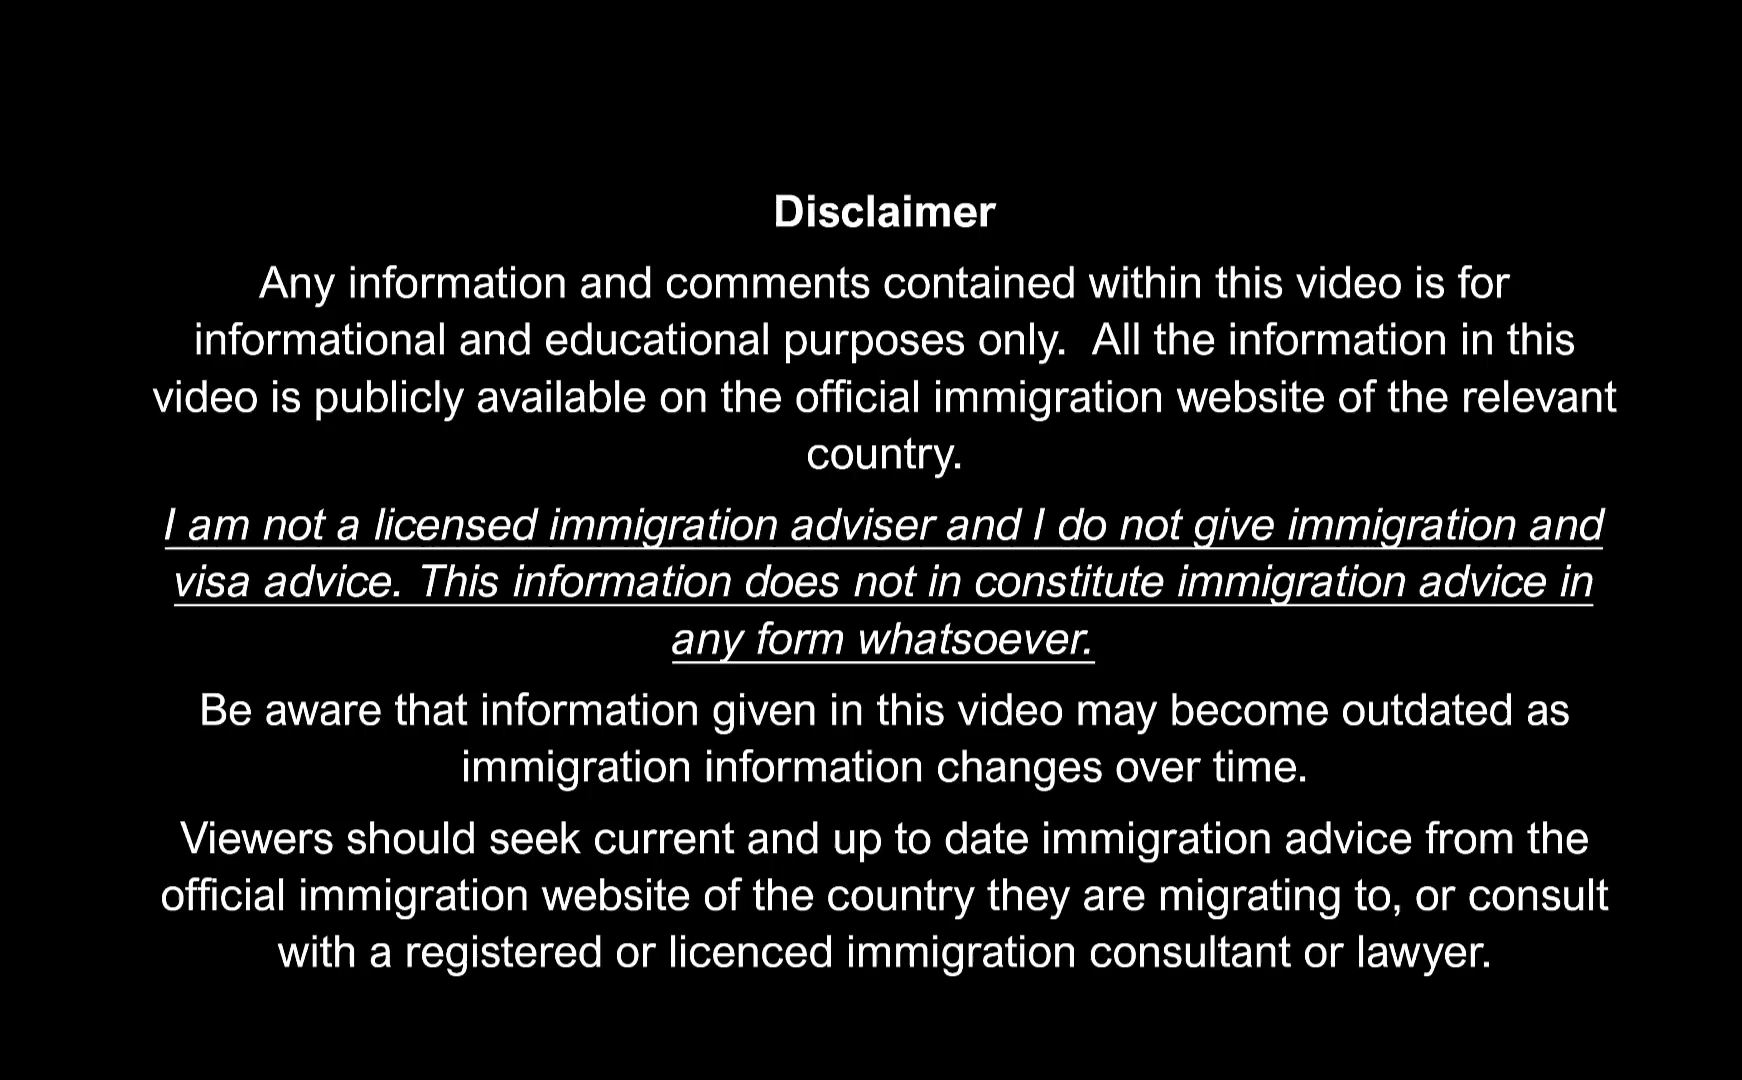 Disclaimer
Any information and comments contained within this video is for
informational and educational purposes only.  All the information in this
video is publicly available on the official immigration website of the relevant
country.
I am not a licensed immigration adviser and I do not give immigration and
visa advice. This information does not in constitute immigration advice in
any form whatsoever.
Be aware that information given in this video may become outdated as
immigration information changes over time.
Viewers should seek current and up to date immigration advice from the
official immigration website of the country they are migrating to, or consult
with a registered or licenced immigration consultant or lawyer.